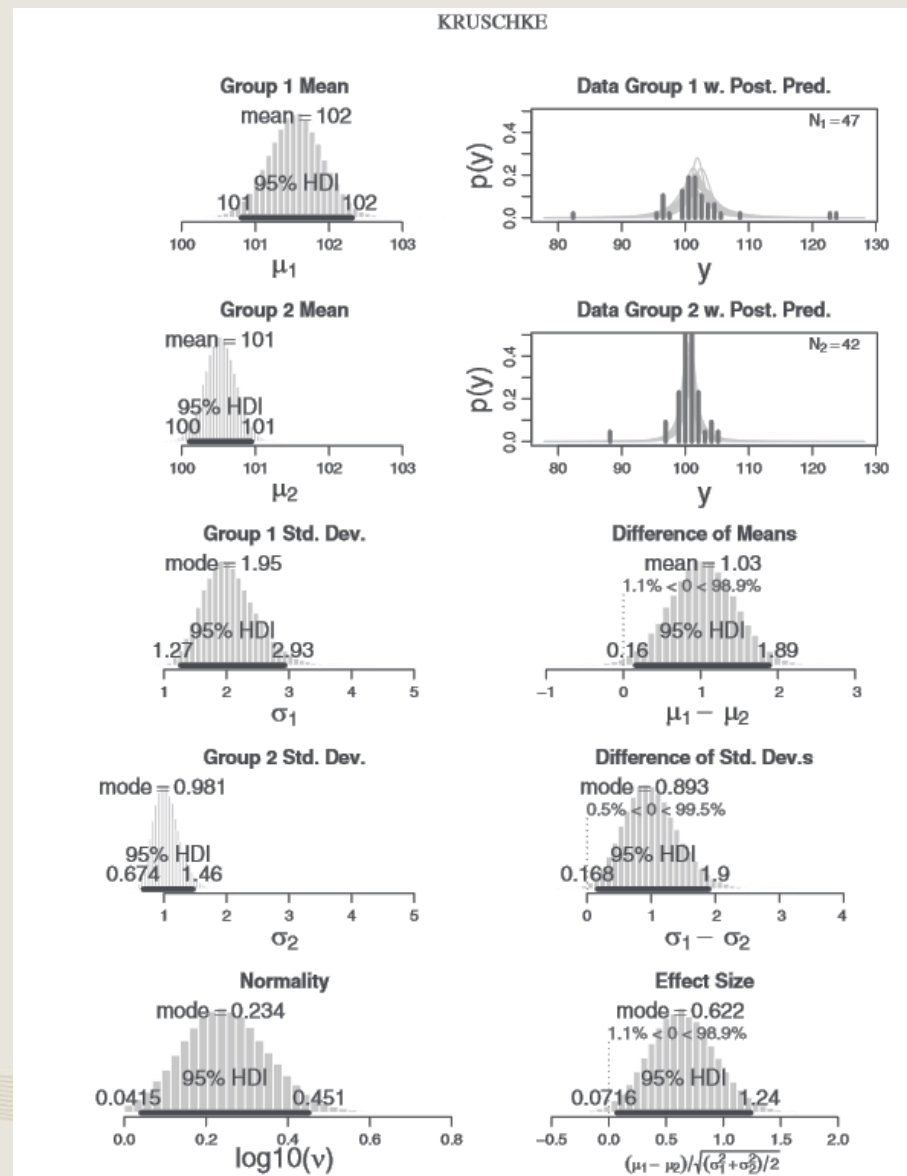 KRUSCHKE
Group 1 Mean
mean = 102
95% HDI
101 102
100 101 102 103
μ1
Data Group 1 w. Post. Pred.
N1 = 47
p(y)
0.0 0.2 0.4
80 90 100 110 120 130
y
Group 2 Mean
mean = 101
95% HDI
100 101
100 101 102 103
μ2
Data Group 2 w. Post. Pred.
N2 = 42
p(y)
0.0 0.2 0.4
80 90 100 110 120 130
y
Group 1 Std. Dev.
mode = 1.95
95% HDI
1.27 2.93
1 2 3 4 5
σ1
Difference of Means
mean = 1.03
1.1% < 0 < 98.9%
95% HDI
0.16 1.89
−1 0 1 2 3
μ1 − μ2
Group 2 Std. Dev.
mode = 0.981
95% HDI
0.674 1.46
1 2 3 4 5
σ2
Difference of Std. Dev.s
mode = 0.893
0.5% < 0 < 99.5%
95% HDI
0.168 1.9
0 1 2 3 4
σ1 − σ2
Normality
mode = 0.234
95% HDI
0.0415 0.451
0.0 0.2 0.4 0.6 0.8
log10(ν)
Effect Size
mode = 0.622
1.1% < 0 < 98.9%
95% HDI
0.0716 1.24
−0.5 0.0 0.5 1.0 1.5 2.0
(μ1 − μ2)/√(σ1²+σ2²)/2